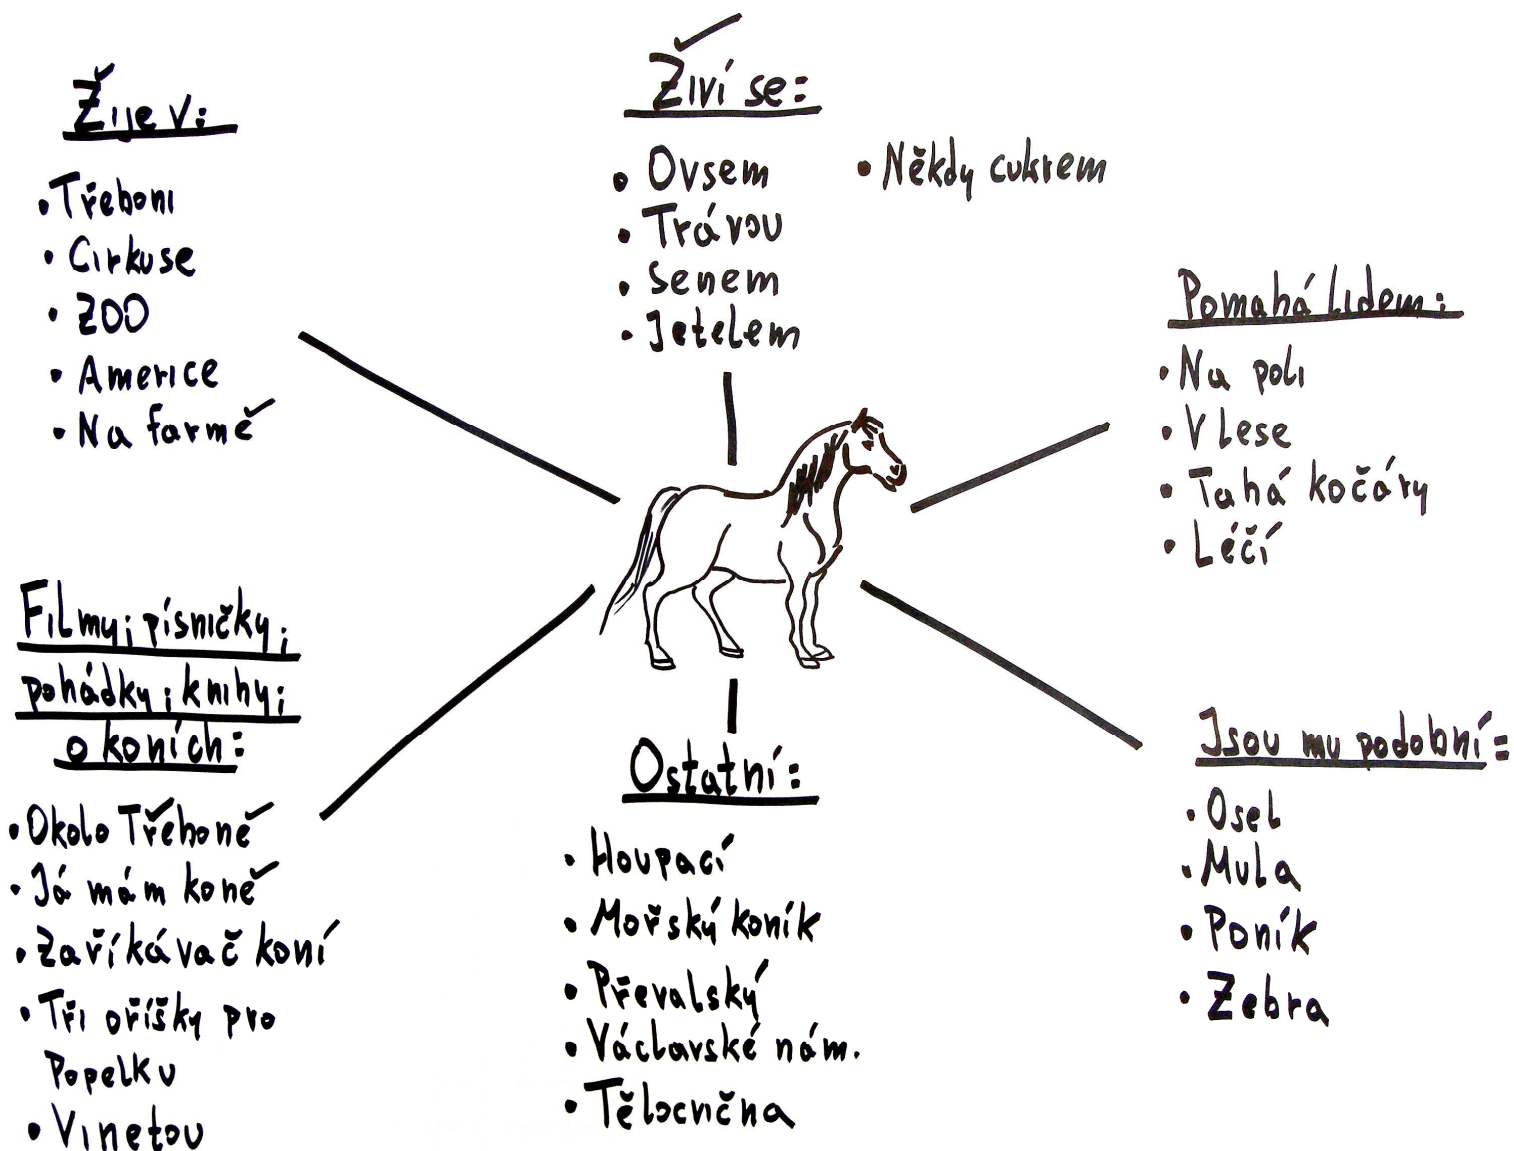 Žije v:
• Třeboni
• Cirkuse
• ZOO
• Americe
• Na farmě
Živí se:
• Ovsem
• Trávou
• Senem
• Jetelem
• Někdy cukrem
Pomahá lidem:
• Na poli
• V lese
• Tahá kočáry
• Léčí
Filmy; písničky;
pohádky; knihy;
o koních:
• Okolo Třeboně
• Já mám koně
• Zaříkávač koní
• Tři oříšky pro
Popelku
• Vinetou
Ostatní:
• Houpací
• Mořský koník
• Převalský
• Václavské nám.
• Tělocvična
Jsou mu podobní:
• Osel
• Mula
• Poník
• Zebra